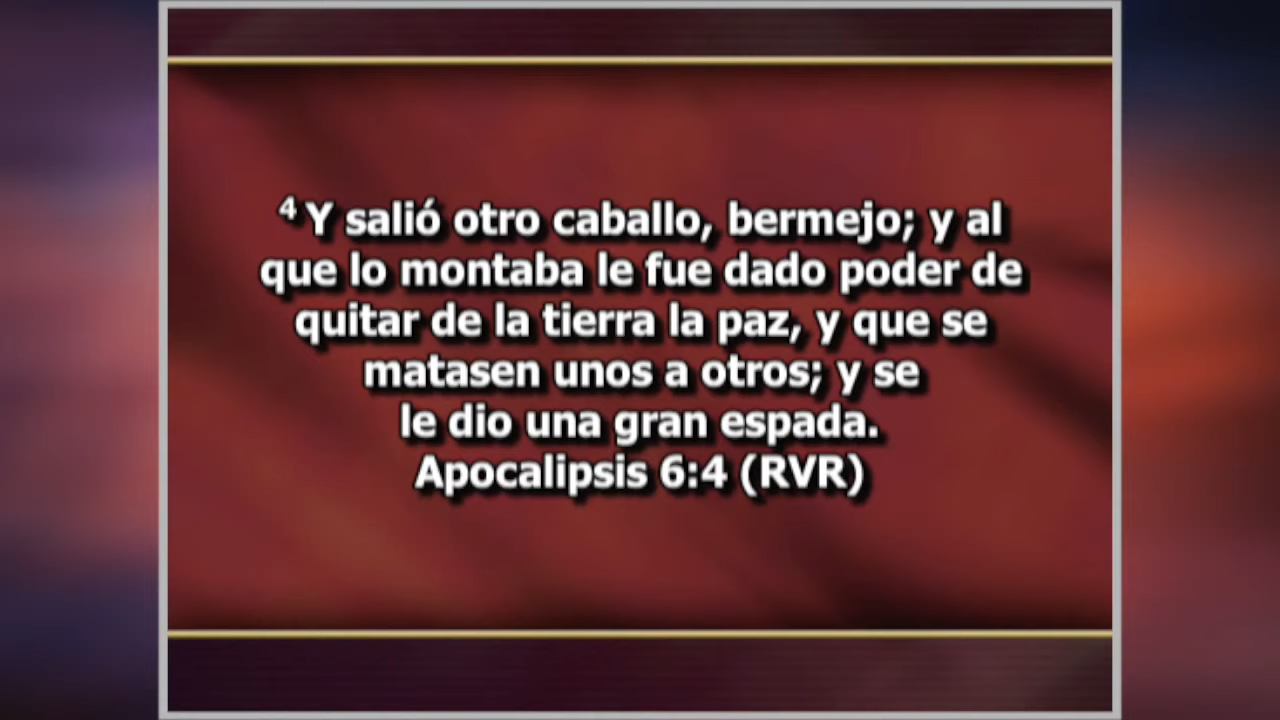 ⁴ Y salió otro caballo, bermejo; y al
que lo montaba le fue dado poder de
quitar de la tierra la paz, y que se
matasen unos a otros; y se
le dio una gran espada.
Apocalipsis 6:4 (RVR)